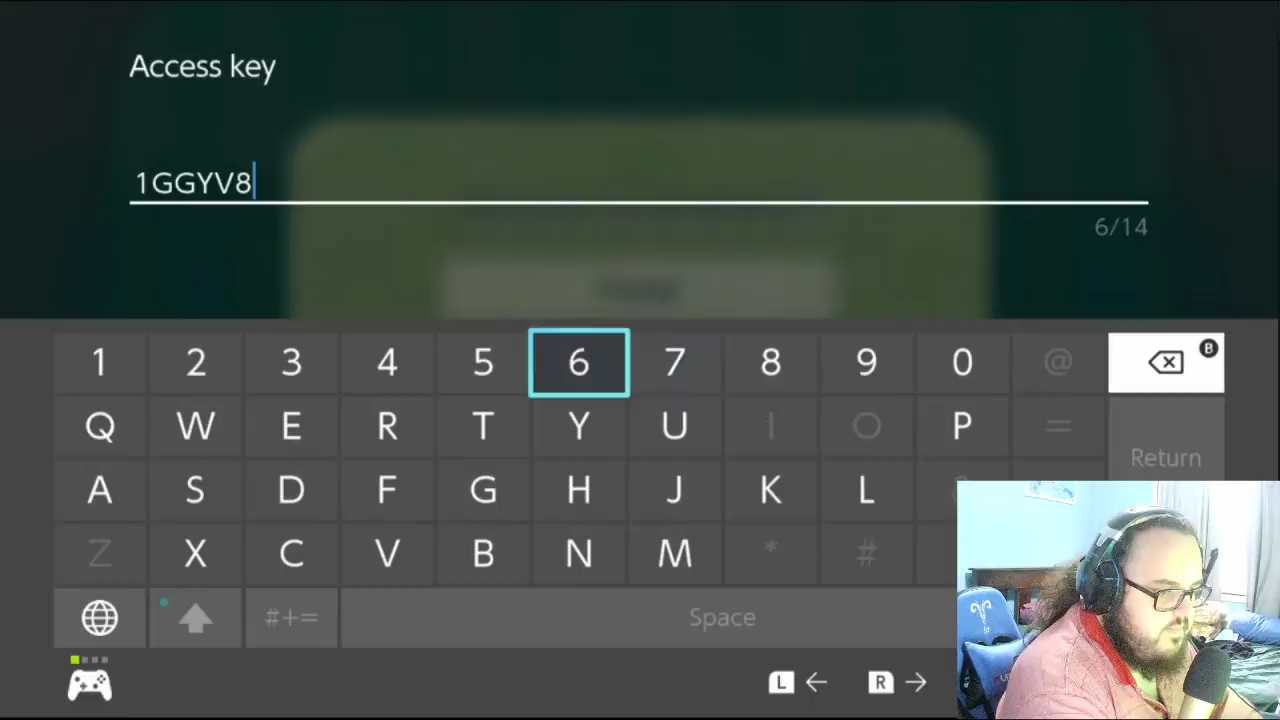 Access key
1GGYV8
6/14
1 2 3 4 5 6 7 8 9 0 @ B
Q W E R T Y U I O P =
Return
A S D F G H J K L
Z X C V B N M * #
#+= Space
L ← R →